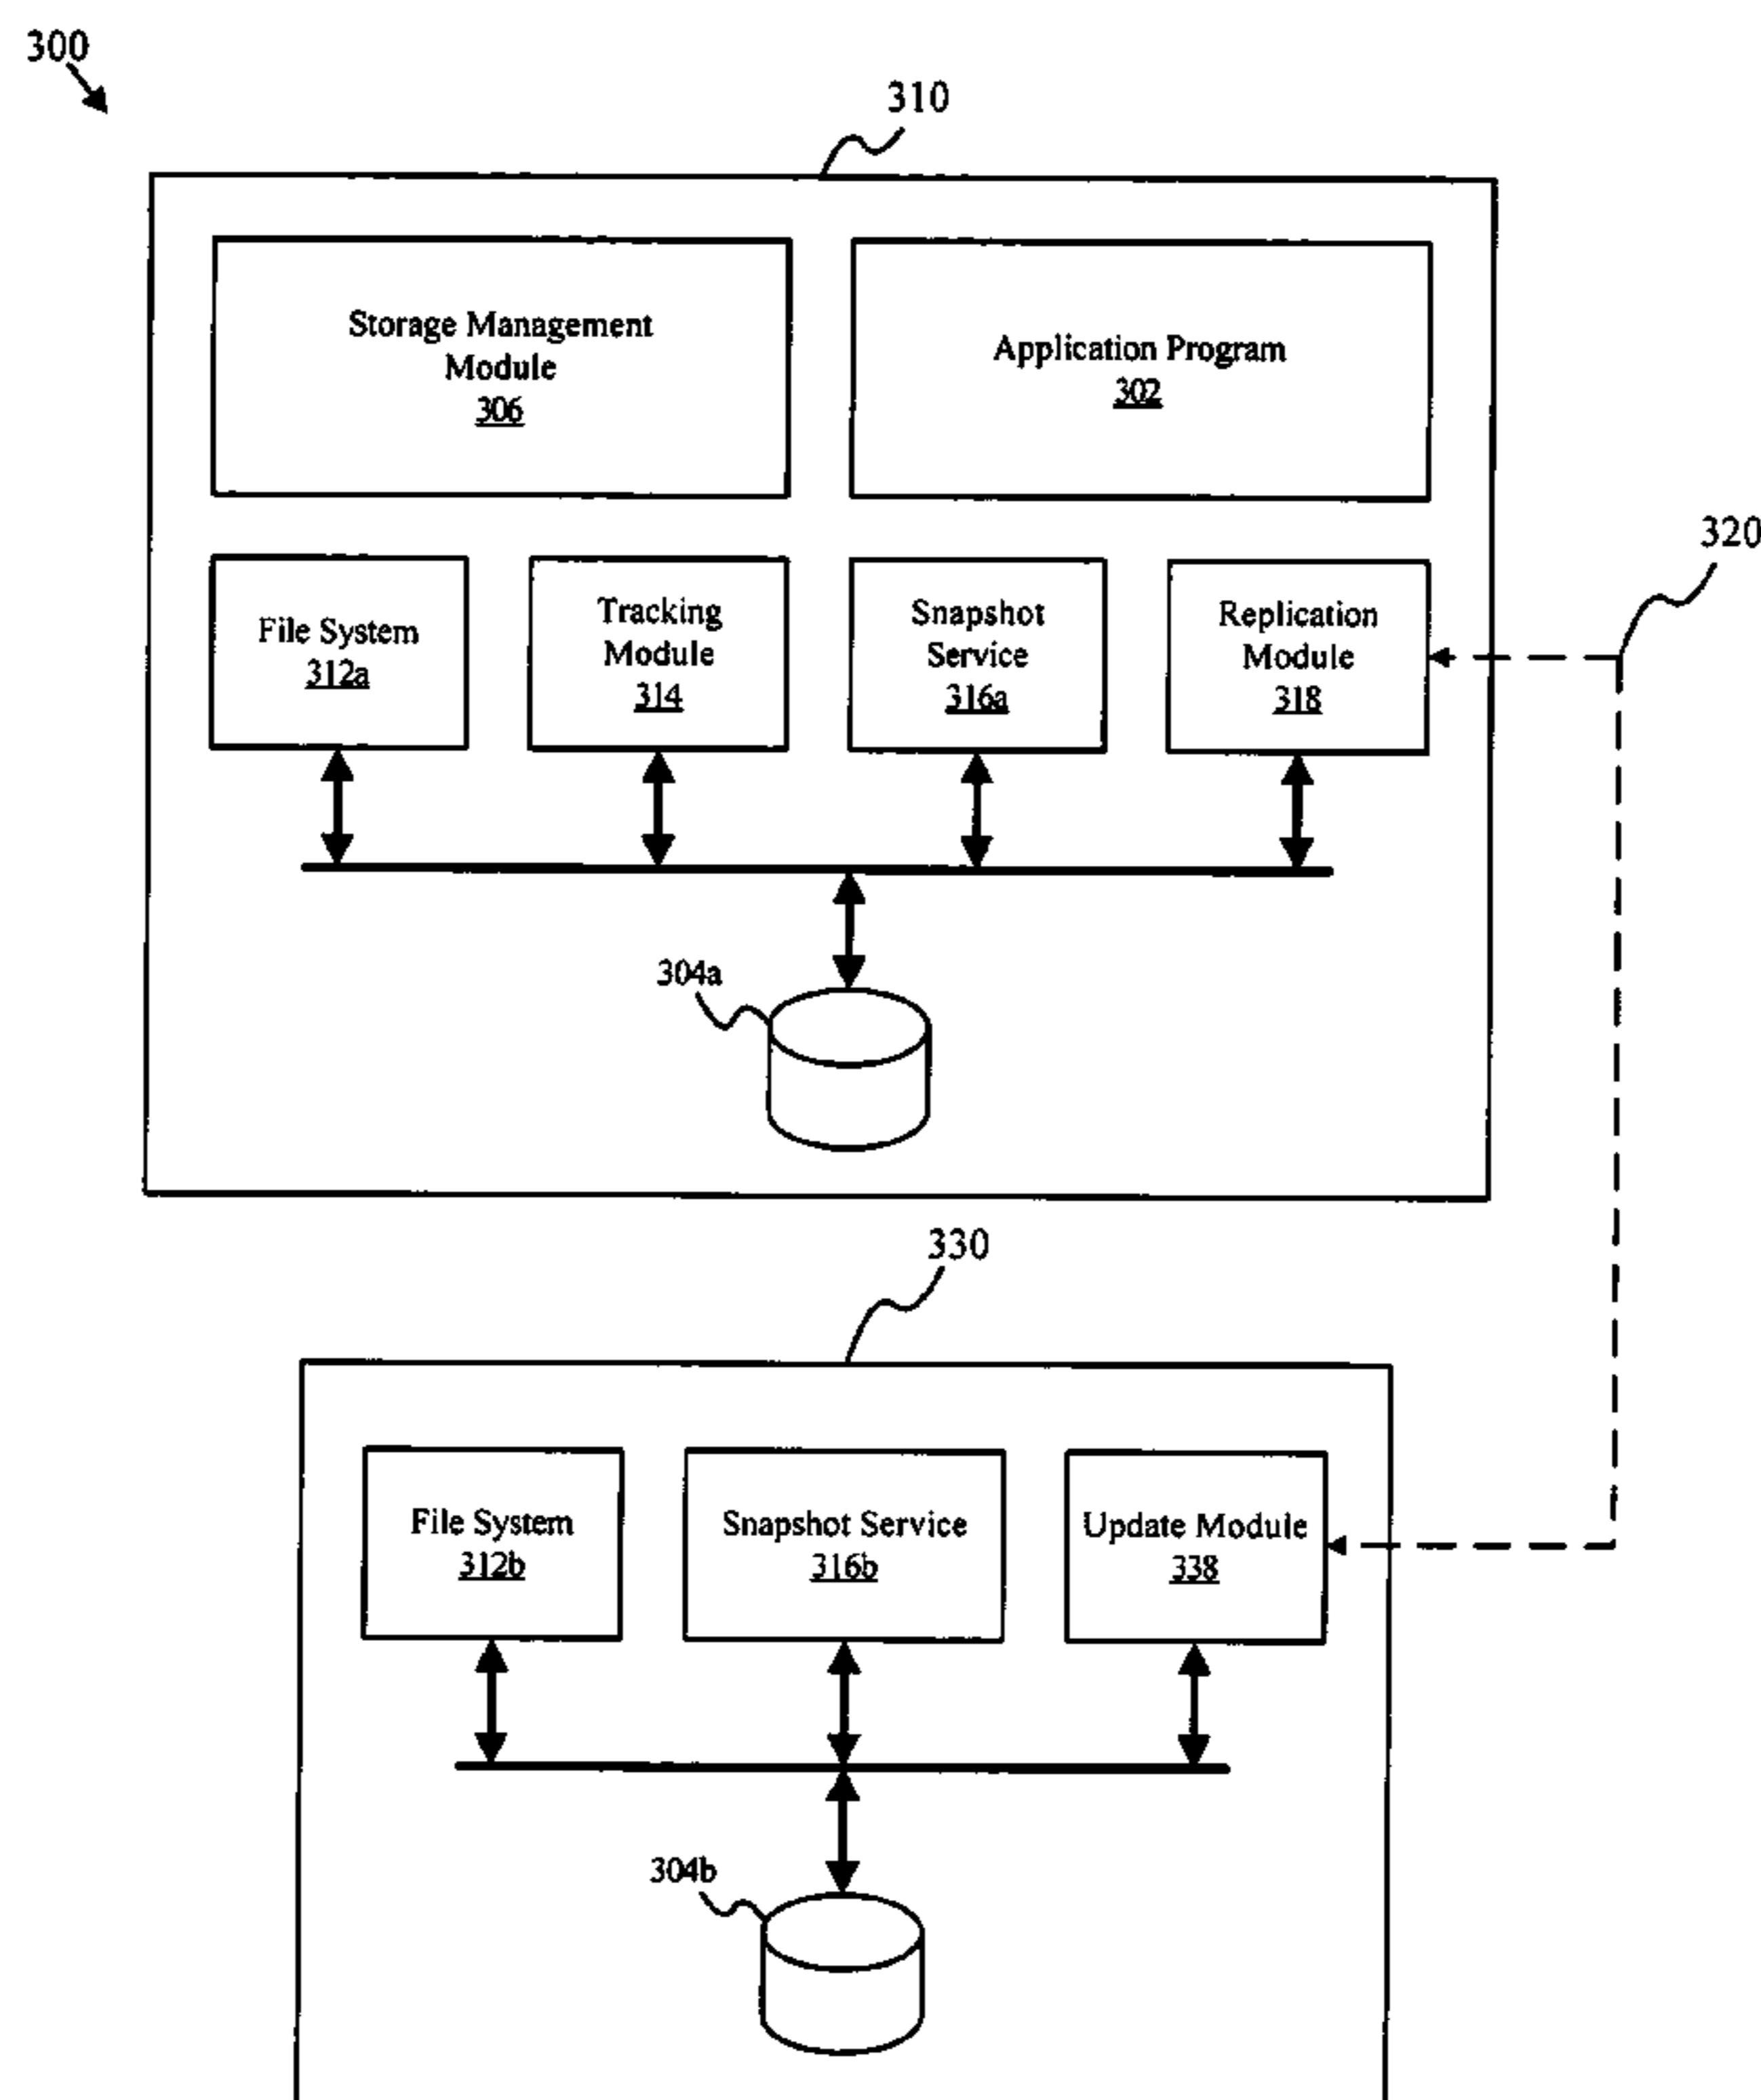 300
310
Storage Management
Module
306
Application Program
302
320
File System
312a
Tracking
Module
314
Snapshot
Service
316a
Replication
Module
318
304a
330
File System
312b
Snapshot Service
316b
Update Module
338
304b